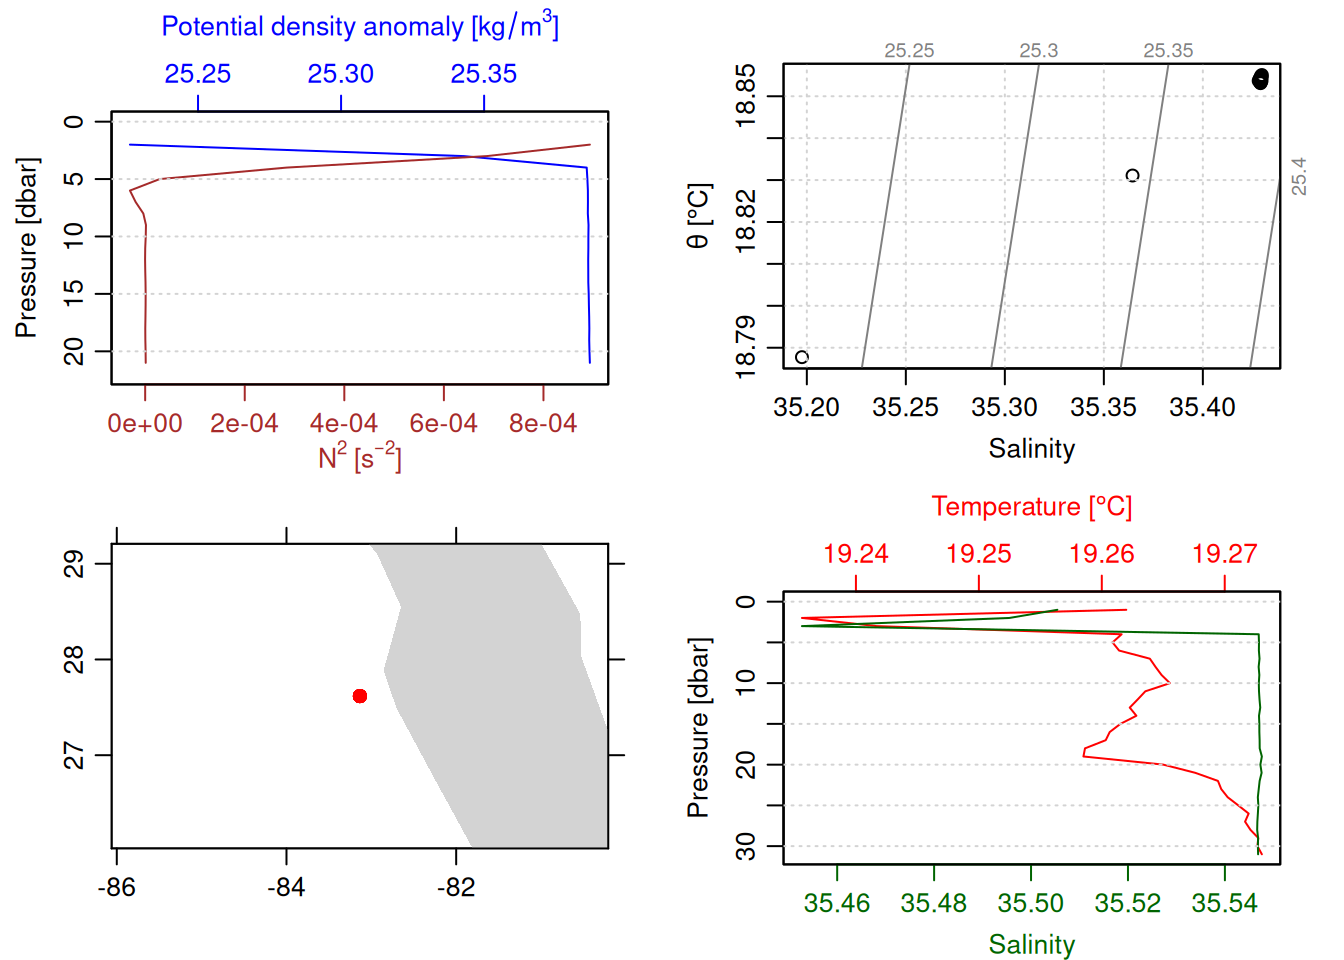 Potential density anomaly [kg/m³]
25.25 25.30 25.35
0
5
10
15
20
Pressure [dbar]
0e+00 2e-04 4e-04 6e-04 8e-04
N² [s⁻²]
25.25 25.3 25.35
25.4
18.85
18.82
18.79
θ [°C]
35.20 35.25 35.30 35.35 35.40
Salinity
29
28
27
-86 -84 -82
Temperature [°C]
19.24 19.25 19.26 19.27
0
10
20
30
Pressure [dbar]
35.46 35.48 35.50 35.52 35.54
Salinity